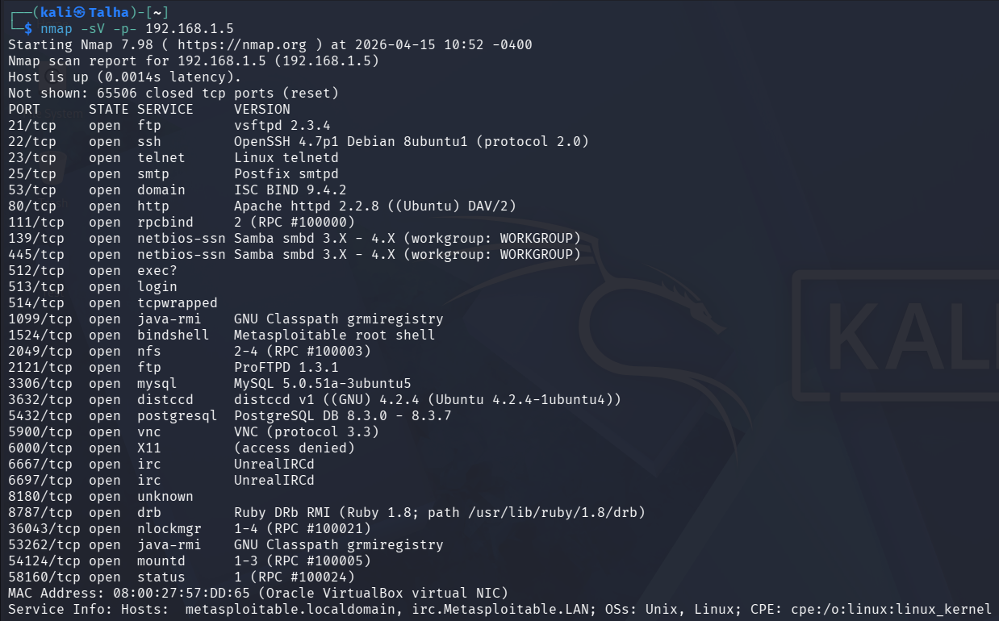 ┌──(kali㉿Talha)-[~]
└─$ nmap -sV -p- 192.168.1.5
Starting Nmap 7.98 ( https://nmap.org ) at 2026-04-15 10:52 -0400
Nmap scan report for 192.168.1.5 (192.168.1.5)
Host is up (0.0014s latency).
Not shown: 65506 closed tcp ports (reset)
PORT      STATE SERVICE     VERSION
21/tcp    open  ftp         vsftpd 2.3.4
22/tcp    open  ssh         OpenSSH 4.7p1 Debian 8ubuntu1 (protocol 2.0)
23/tcp    open  telnet      Linux telnetd
25/tcp    open  smtp        Postfix smtpd
53/tcp    open  domain      ISC BIND 9.4.2
80/tcp    open  http        Apache httpd 2.2.8 ((Ubuntu) DAV/2)
111/tcp   open  rpcbind     2 (RPC #100000)
139/tcp   open  netbios-ssn Samba smbd 3.X - 4.X (workgroup: WORKGROUP)
445/tcp   open  netbios-ssn Samba smbd 3.X - 4.X (workgroup: WORKGROUP)
512/tcp   open  exec?
513/tcp   open  login
514/tcp   open  tcpwrapped
1099/tcp  open  java-rmi    GNU Classpath grmiregistry
1524/tcp  open  bindshell   Metasploitable root shell
2049/tcp  open  nfs         2-4 (RPC #100003)
2121/tcp  open  ftp         ProFTPD 1.3.1
3306/tcp  open  mysql       MySQL 5.0.51a-3ubuntu5
3632/tcp  open  distccd     distccd v1 ((GNU) 4.2.4 (Ubuntu 4.2.4-1ubuntu4))
5432/tcp  open  postgresql  PostgreSQL DB 8.3.0 - 8.3.7
5900/tcp  open  vnc         VNC (protocol 3.3)
6000/tcp  open  X11         (access denied)
6667/tcp  open  irc         UnrealIRCd
6697/tcp  open  irc         UnrealIRCd
8180/tcp  open  unknown
8787/tcp  open  drb         Ruby DRb RMI (Ruby 1.8; path /usr/lib/ruby/1.8/drb)
36043/tcp open  nlockmgr    1-4 (RPC #100021)
53262/tcp open  java-rmi    GNU Classpath grmiregistry
54124/tcp open  mountd      1-3 (RPC #100005)
58160/tcp open  status      1 (RPC #100024)
MAC Address: 08:00:27:57:DD:65 (Oracle VirtualBox virtual NIC)
Service Info: Hosts:  metasploitable.localdomain, irc.Metasploitable.LAN; OSs: Unix, Linux; CPE: cpe:/o:linux:linux_kernel
System
KAL